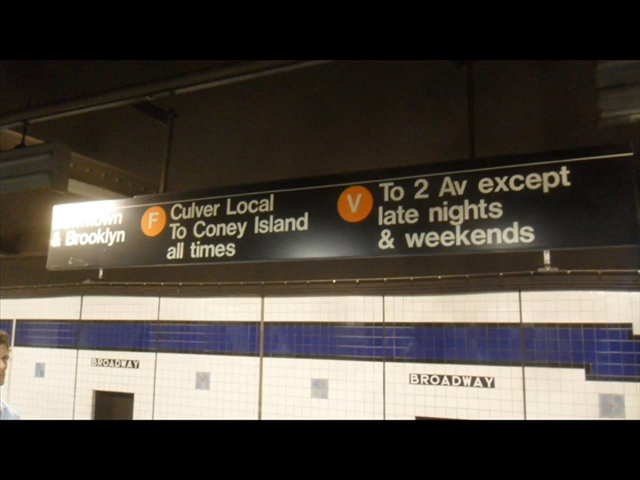 & Brooklyn
F
Culver Local
To Coney Island
all times
V
To 2 Av except
late nights
& weekends
BROADWAY
BROADWAY